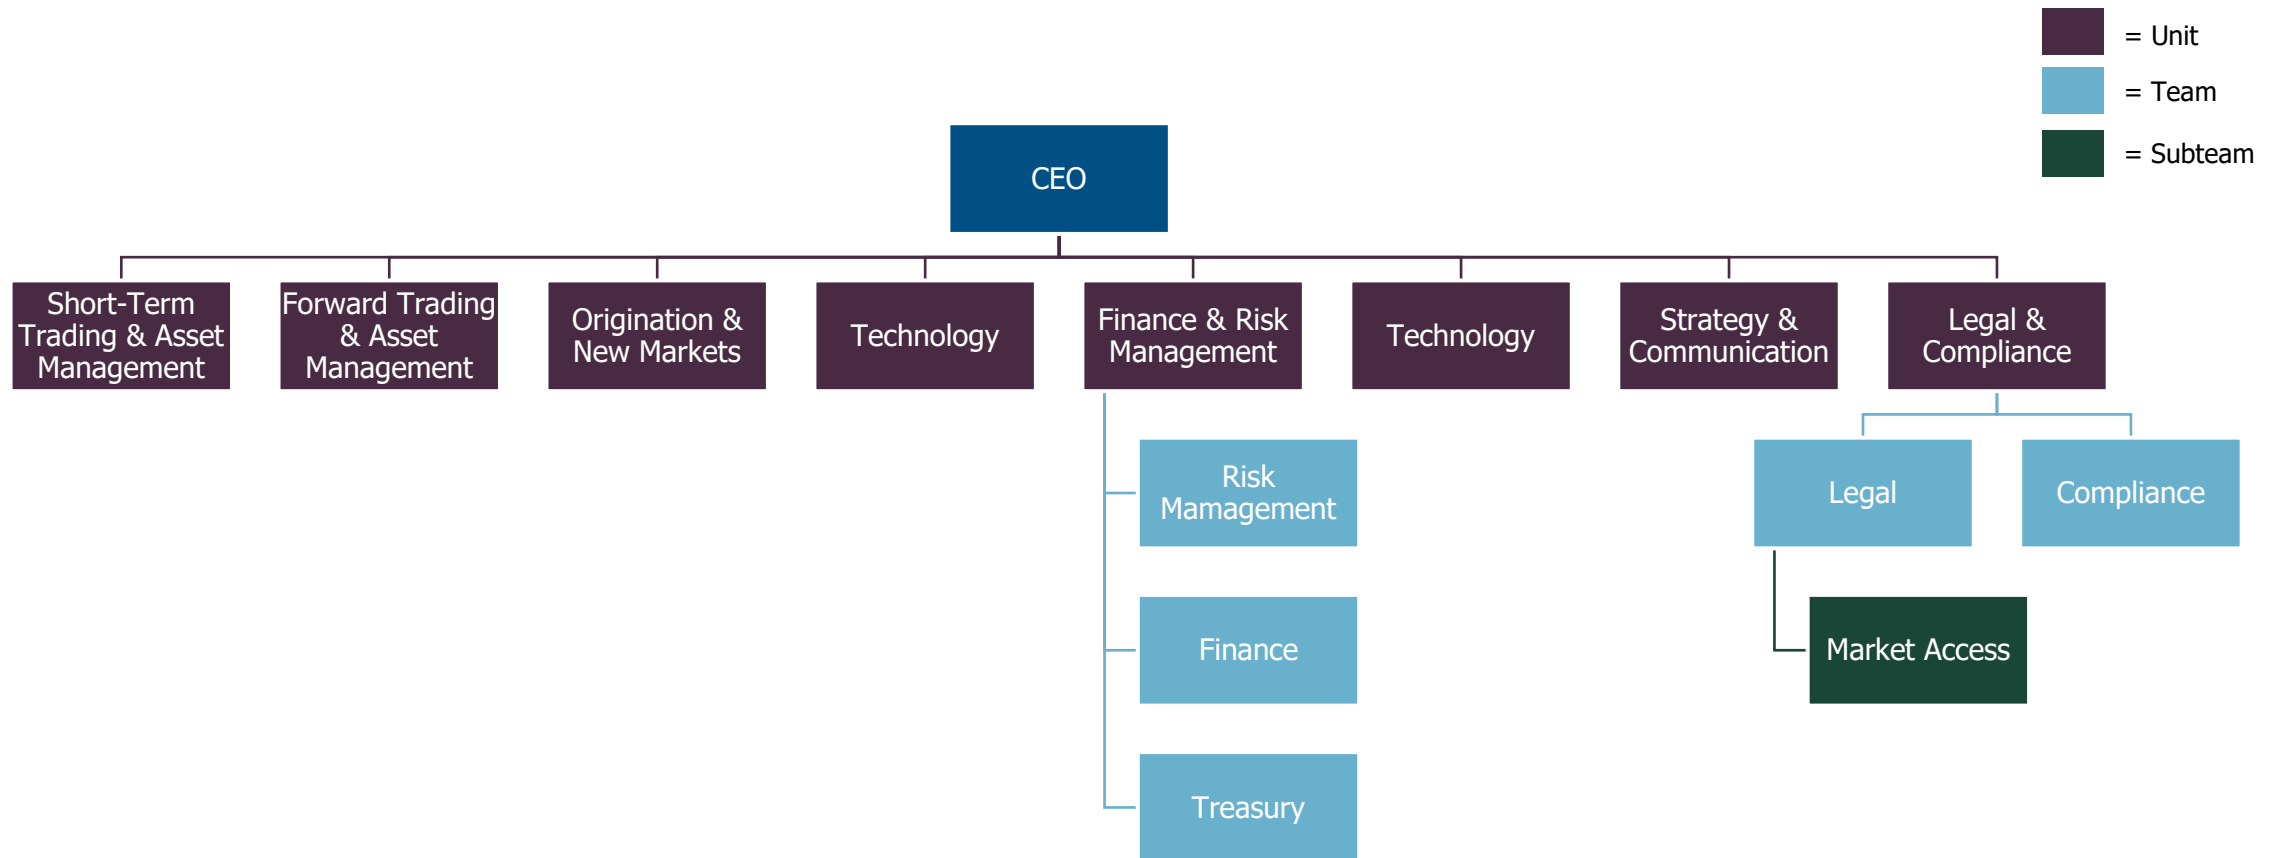 = Unit
= Team
= Subteam
CEO
Short-Term
Trading & Asset
Management
Forward Trading
& Asset
Management
Origination &
New Markets
Technology
Finance & Risk
Management
Technology
Strategy &
Communication
Legal &
Compliance
Risk
Mamagement
Legal
Compliance
Finance
Market Access
Treasury